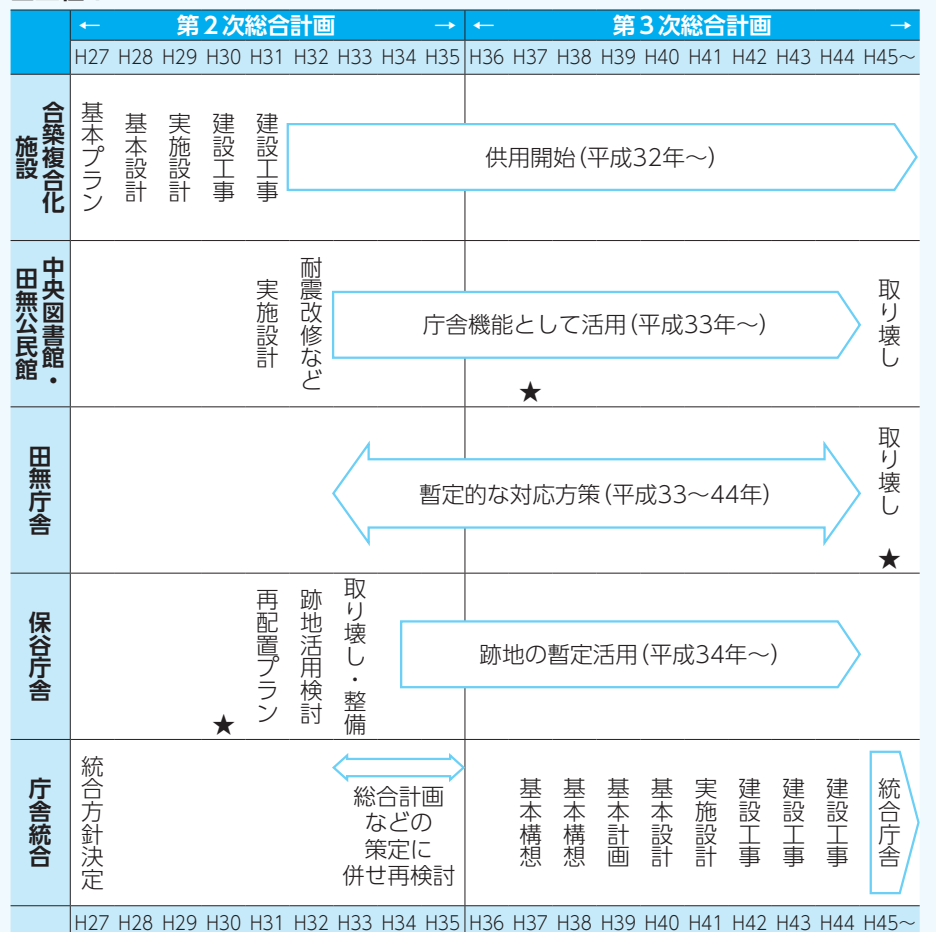 ← 第2次総合計画 → ← 第3次総合計画 →
H27 H28 H29 H30 H31 H32 H33 H34 H35 H36 H37 H38 H39 H40 H41 H42 H43 H44 H45〜
合築複合化
施設
基本プラン
基本設計
実施設計
建設工事
建設工事
供用開始(平成32年〜)
中央図書館・
田無公民館
実施設計
耐震改修など
庁舎機能として活用(平成33年〜)
★
取り壊し
田無庁舎
暫定的な対応方策(平成33〜44年)
取り壊し
★
保谷庁舎
★
再配置プラン
跡地活用検討
取り壊し・整備
跡地の暫定活用(平成34年〜)
庁舎統合
統合方針決定
総合計画
などの
策定に
併せ再検討
基本構想
基本構想
基本計画
基本設計
実施設計
建設工事
建設工事
建設工事
統合庁舎
H27 H28 H29 H30 H31 H32 H33 H34 H35 H36 H37 H38 H39 H40 H41 H42 H43 H44 H45〜